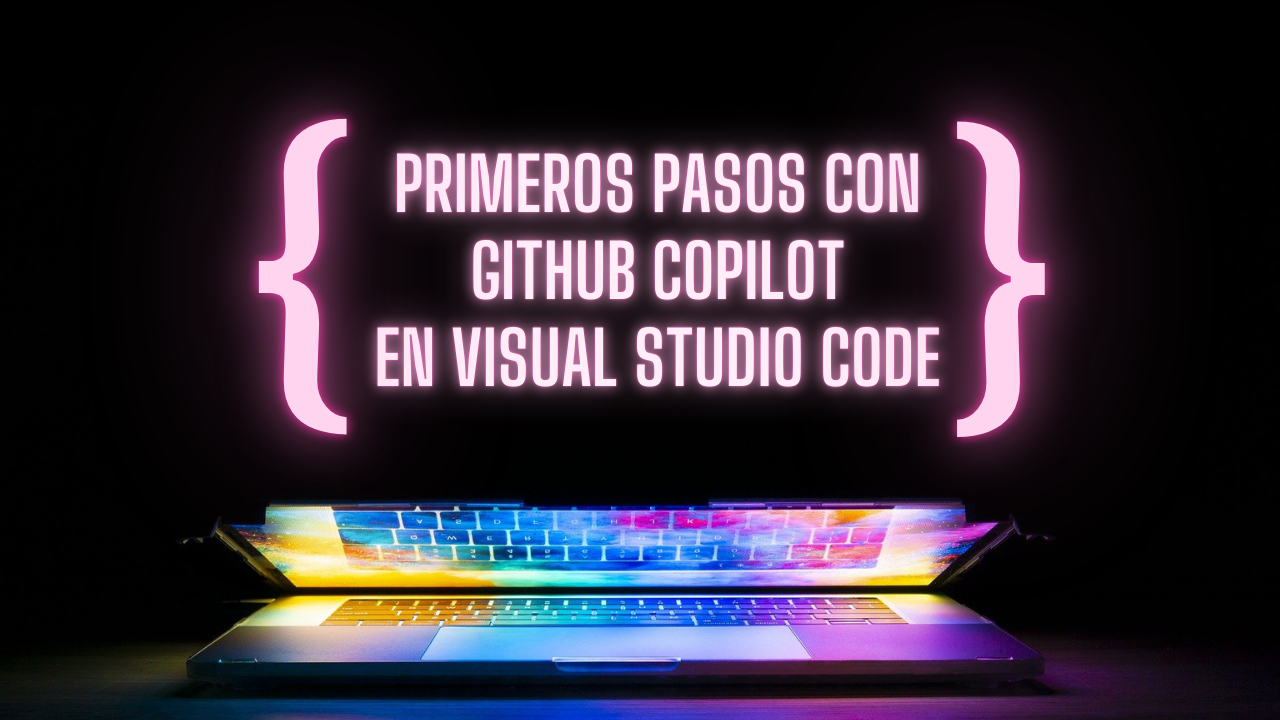 { PRIMEROS PASOS CON
GITHUB COPILOT
EN VISUAL STUDIO CODE }